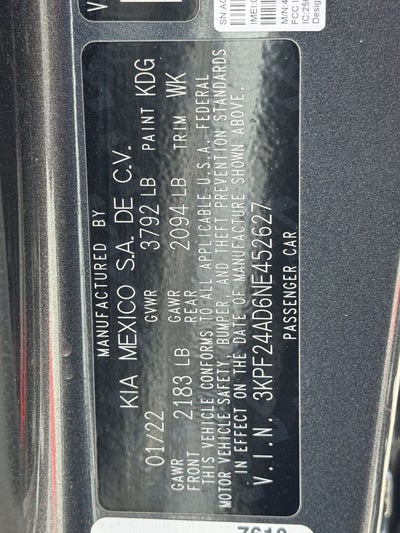 MANUFACTURED BY
KIA MEXICO S.A. DE C.V.
01/22 GVWR 3792 LB PAINT KDG
GAWR FRONT 2183 LB GAWR REAR 2094 LB TRIM WK
THIS VEHICLE CONFORMS TO ALL APPLICABLE U.S.A. FEDERAL
MOTOR VEHICLE SAFETY, BUMPER, AND THEFT PREVENTION STANDARDS
IN EFFECT ON THE DATE OF MANUFACTURE SHOWN ABOVE.
V.I.N. 3KPF24AD6NE452627
PASSENGER CAR